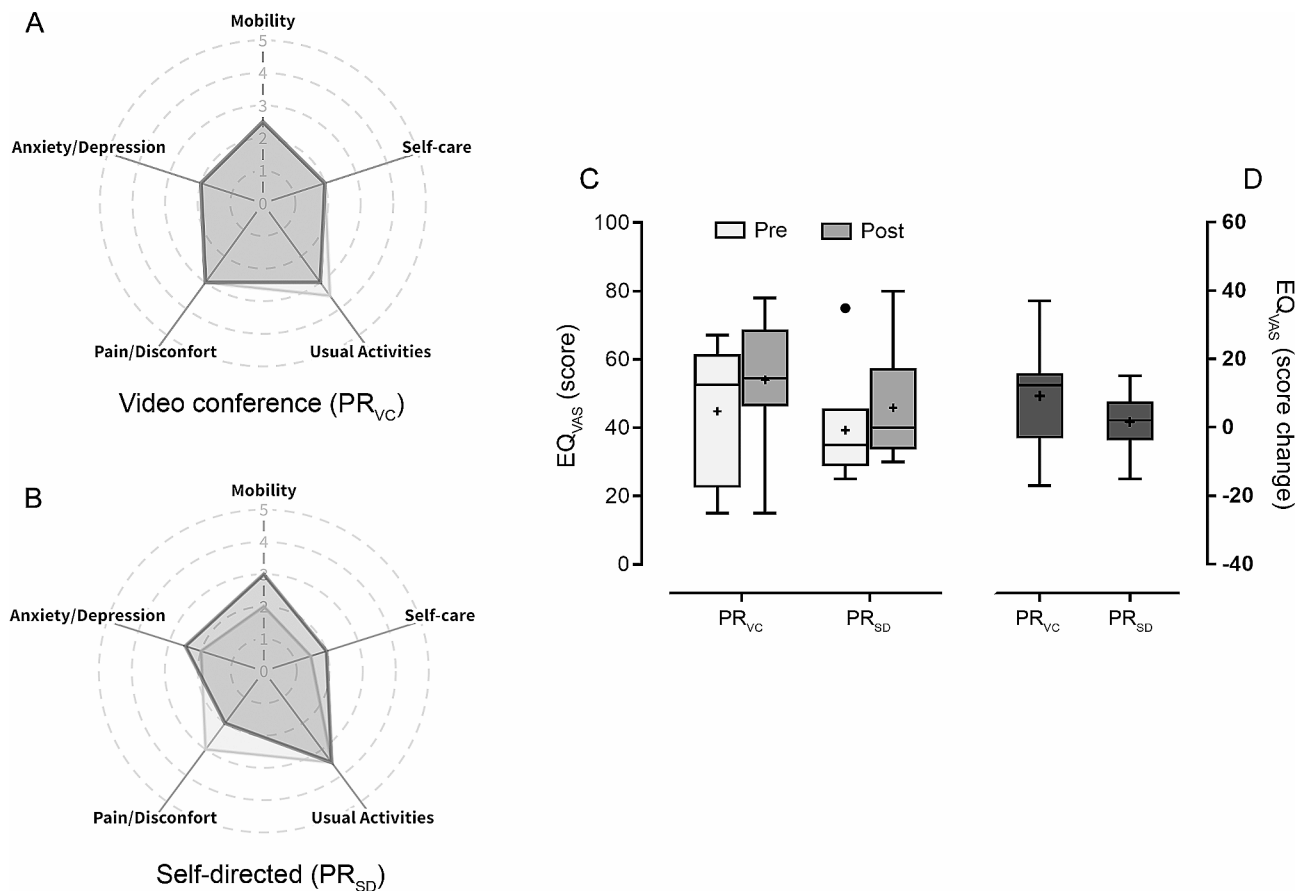 A
Mobility
5
4
3
2
1
0
Anxiety/Depression
Self-care
Pain/Disconfort
Usual Activities
Video conference (PRVC)
B
Mobility
5
4
3
2
1
0
Anxiety/Depression
Self-care
Pain/Disconfort
Usual Activities
Self-directed (PRSD)
C
Pre
Post
EQVAS (score)
100
80
60
40
20
0
PRVC
PRSD
D
60
40
20
0
-20
-40
EQVAS (score change)
PRVC
PRSD